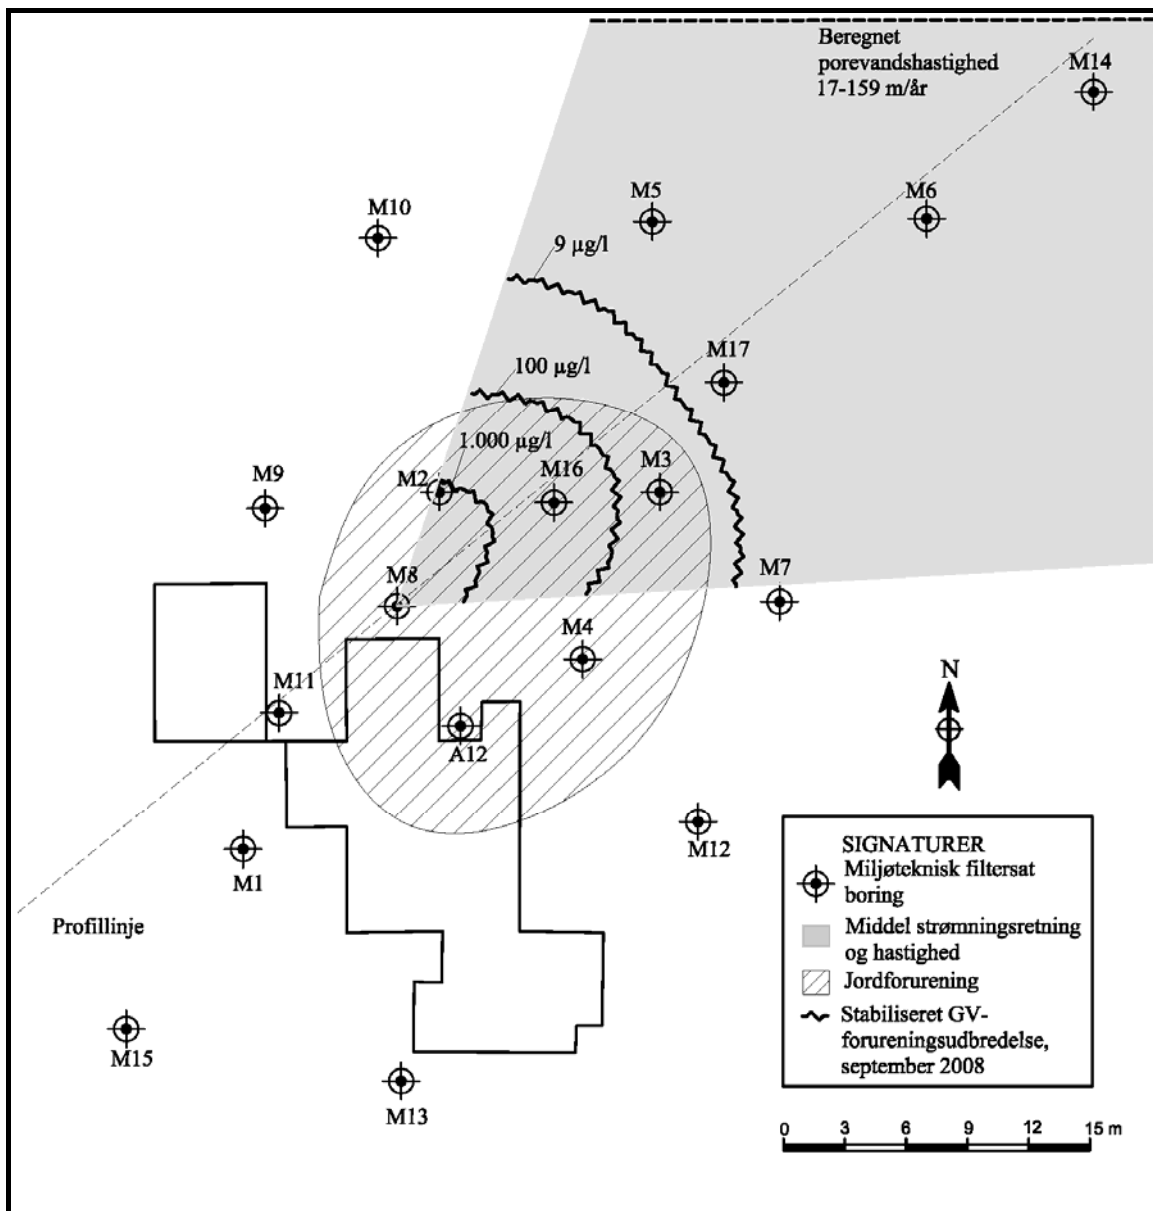 Beregnet
porevandshastighed
17-159 m/år
M14
M5
M6
M10
9 µg/l
M17
100 µg/l
1.000 µg/l
M9
M2
M16
M3
M8
M7
M4
M11
A12
N
M12
M1
Profillinje
M15
M13
SIGNATURER
Miljøteknisk filtersat
boring
Middel strømningsretning
og hastighed
Jordforurening
Stabiliseret GV-
forureningsudbredelse,
september 2008
0 3 6 9 12 15 m